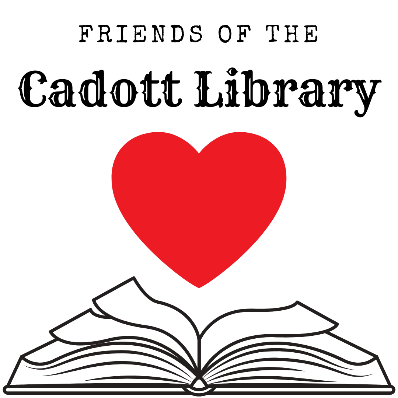 FRIENDS OF THE
Cadott Library